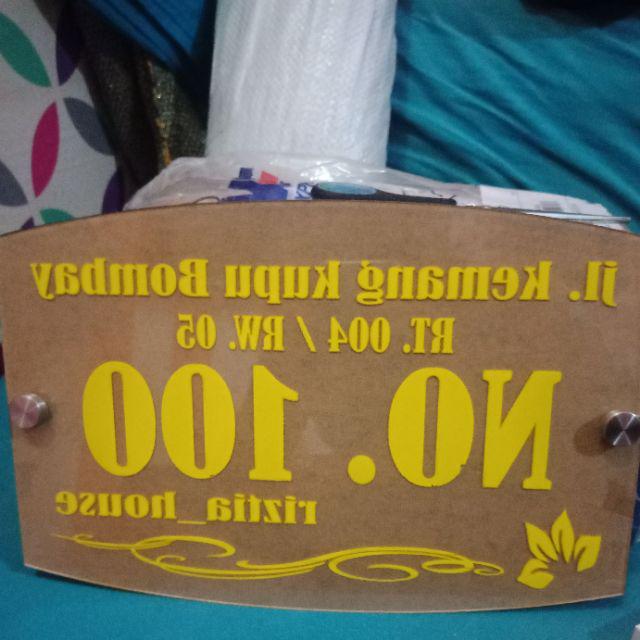 jl. kemang kupu Bombay
RT. 004 / RW. 05
NO. 100
riztia_house